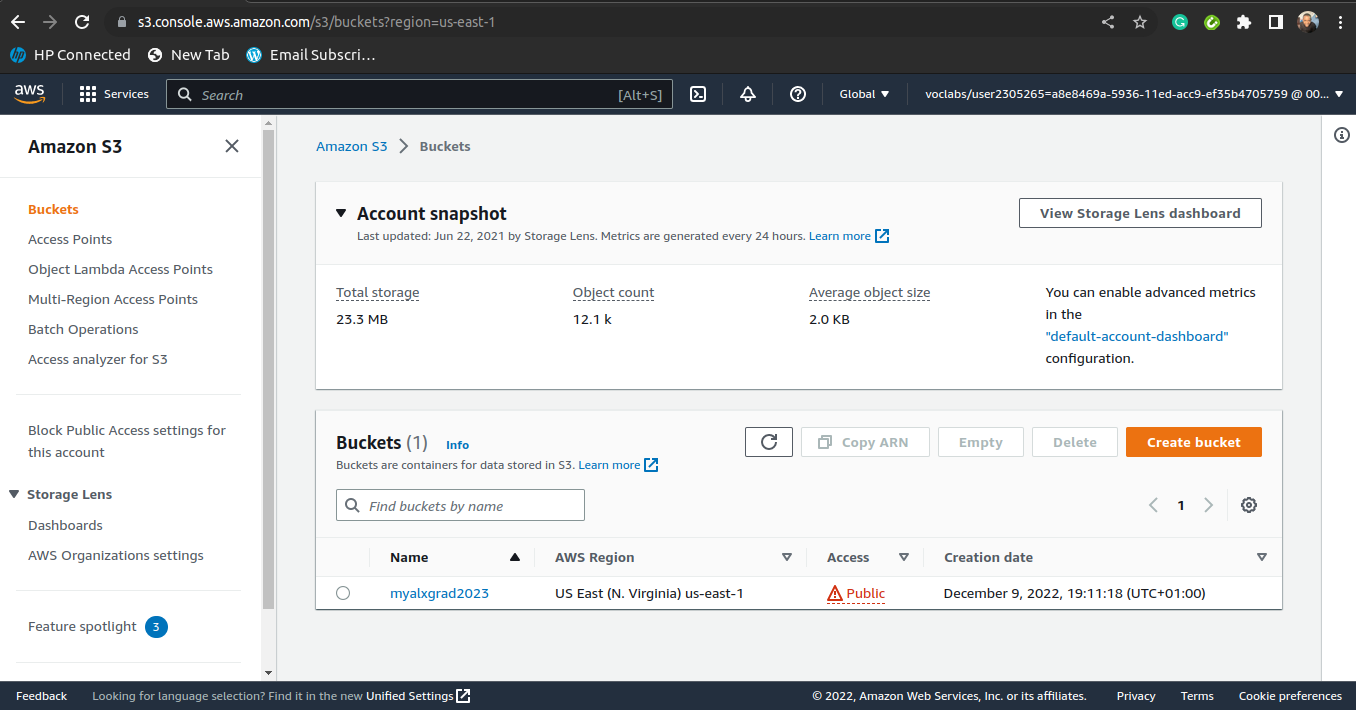 s3.console.aws.amazon.com/s3/buckets?region=us-east-1
HP Connected New Tab Email Subscri...
aws Services Search [Alt+S] Global voclabs/user2305265=a8e8469a-5936-11ed-acc9-ef35b4705759 @ 00...
Amazon S3
Buckets
Access Points
Object Lambda Access Points
Multi-Region Access Points
Batch Operations
Access analyzer for S3
Block Public Access settings for
this account
Storage Lens
Dashboards
AWS Organizations settings
Feature spotlight 3
Amazon S3 Buckets
Account snapshot
View Storage Lens dashboard
Last updated: Jun 22, 2021 by Storage Lens. Metrics are generated every 24 hours. Learn more
Total storage
23.3 MB
Object count
12.1 k
Average object size
2.0 KB
You can enable advanced metrics
in the
"default-account-dashboard"
configuration.
Buckets (1) Info
Buckets are containers for data stored in S3. Learn more
Copy ARN Empty Delete Create bucket
Find buckets by name
1
Name AWS Region Access Creation date
myalxgrad2023 US East (N. Virginia) us-east-1 Public December 9, 2022, 19:11:18 (UTC+01:00)
Feedback Looking for language selection? Find it in the new Unified Settings © 2022, Amazon Web Services, Inc. or its affiliates. Privacy Terms Cookie preferences